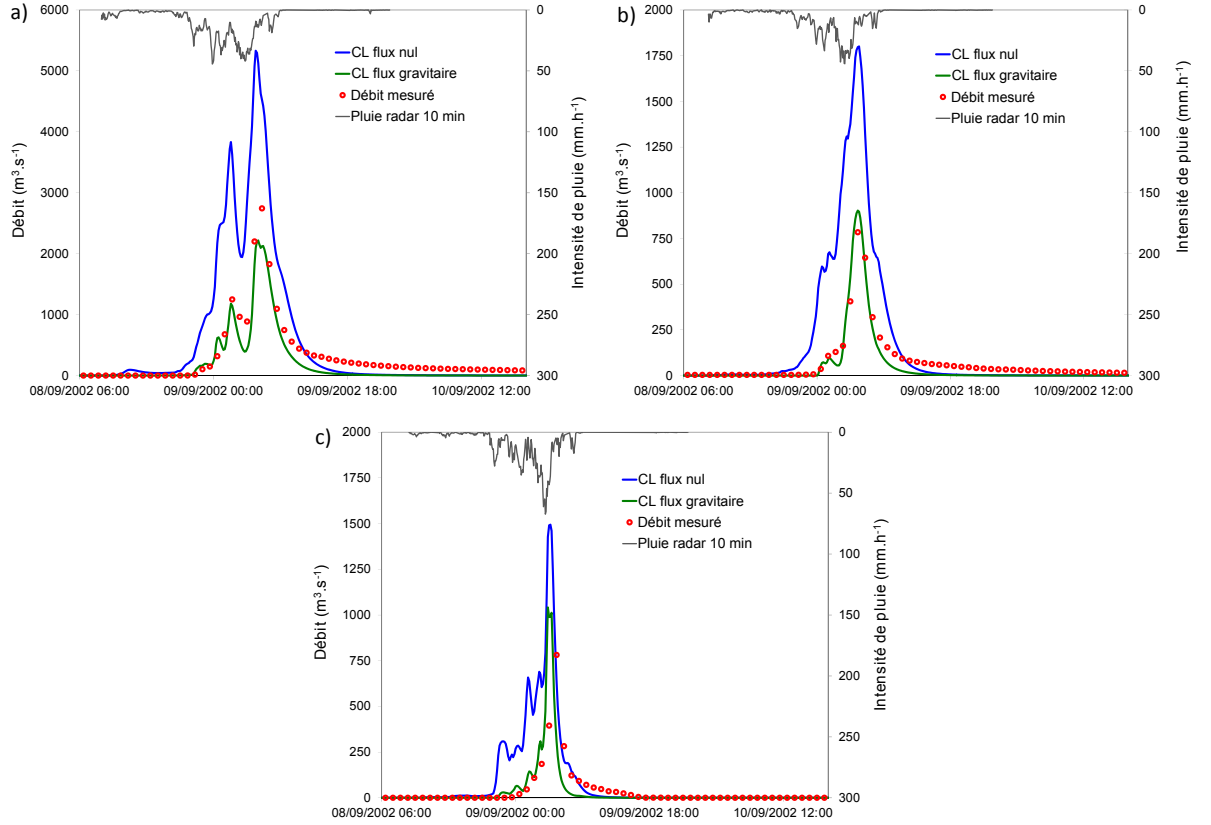 a)
6000
5000
4000
3000
2000
1000
0
Débit (m³.s⁻¹)
0
50
100
150
200
250
300
Intensité de pluie (mm.h⁻¹)
CL flux nul
CL flux gravitaire
Débit mesuré
Pluie radar 10 min
08/09/2002 06:00
09/09/2002 00:00
09/09/2002 18:00
10/09/2002 12:00
b)
2000
1750
1500
1250
1000
750
500
250
0
Débit (m³.s⁻¹)
0
50
100
150
200
250
300
Intensité de pluie (mm.h⁻¹)
CL flux nul
CL flux gravitaire
Débit mesuré
Pluie radar 10 min
08/09/2002 06:00
09/09/2002 00:00
09/09/2002 18:00
10/09/2002 12:00
c)
2000
1750
1500
1250
1000
750
500
250
0
Débit (m³.s⁻¹)
0
50
100
150
200
250
300
Intensité de pluie (mm.h⁻¹)
CL flux nul
CL flux gravitaire
Débit mesuré
Pluie radar 10 min
08/09/2002 06:00
09/09/2002 00:00
09/09/2002 18:00
10/09/2002 12:00